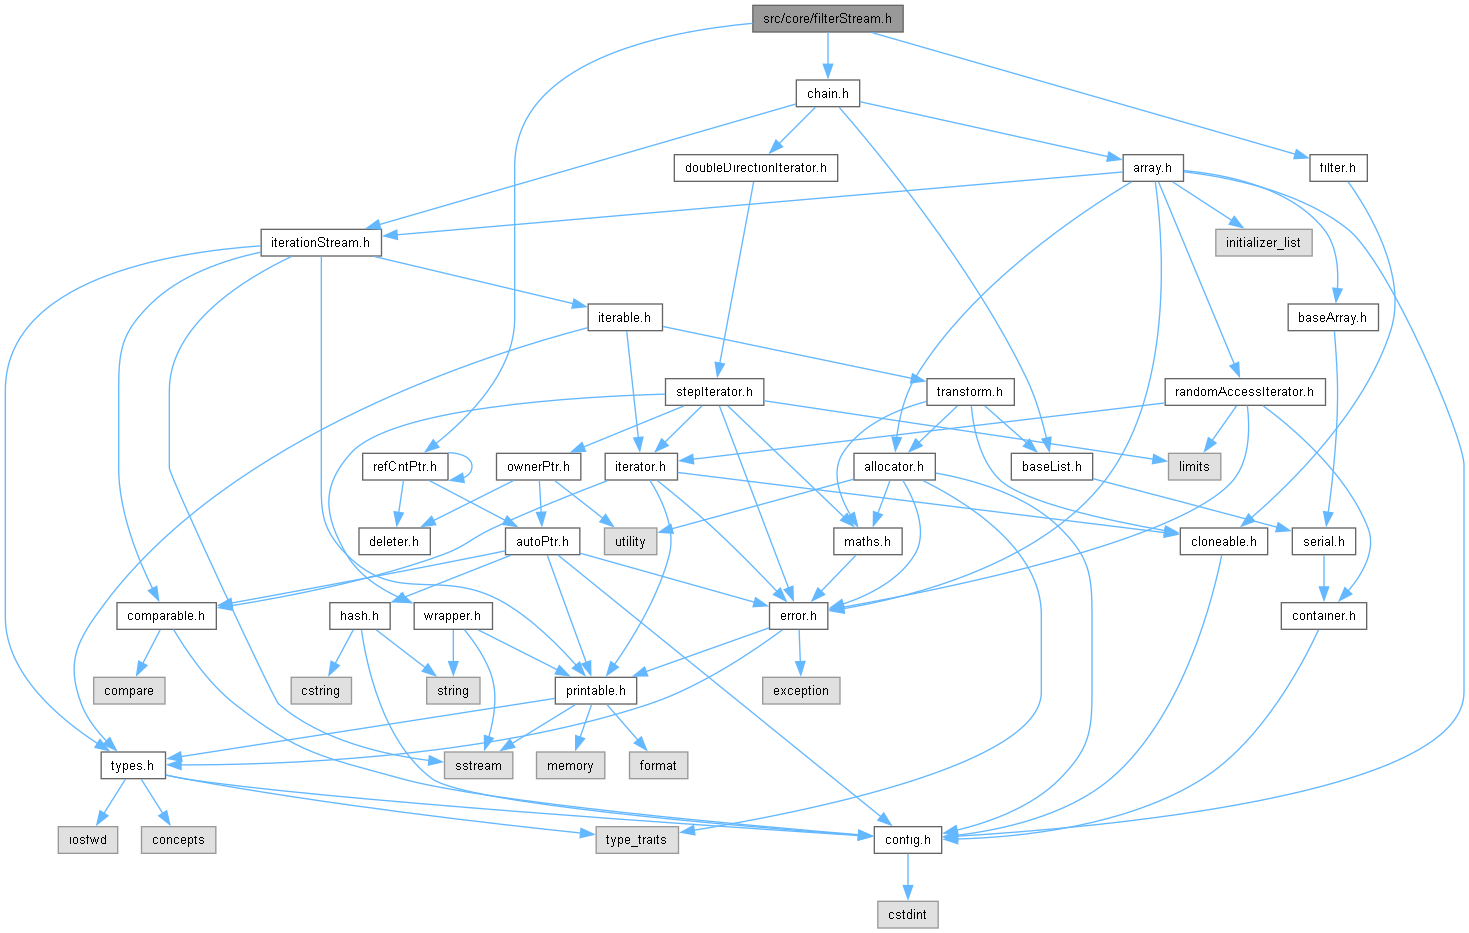 src/core/filterStream.h
chain.h
doubleDirectionIterator.h
array.h
filter.h
iterationStream.h
initializer_list
iterable.h
baseArray.h
stepIterator.h
transform.h
randomAccessIterator.h
refCntPtr.h
ownerPtr.h
iterator.h
allocator.h
baseList.h
limits
deleter.h
autoPtr.h
utility
maths.h
cloneable.h
serial.h
comparable.h
hash.h
wrapper.h
error.h
container.h
compare
cstring
string
printable.h
exception
types.h
sstream
memory
format
iosfwd
concepts
type_traits
config.h
cstdint